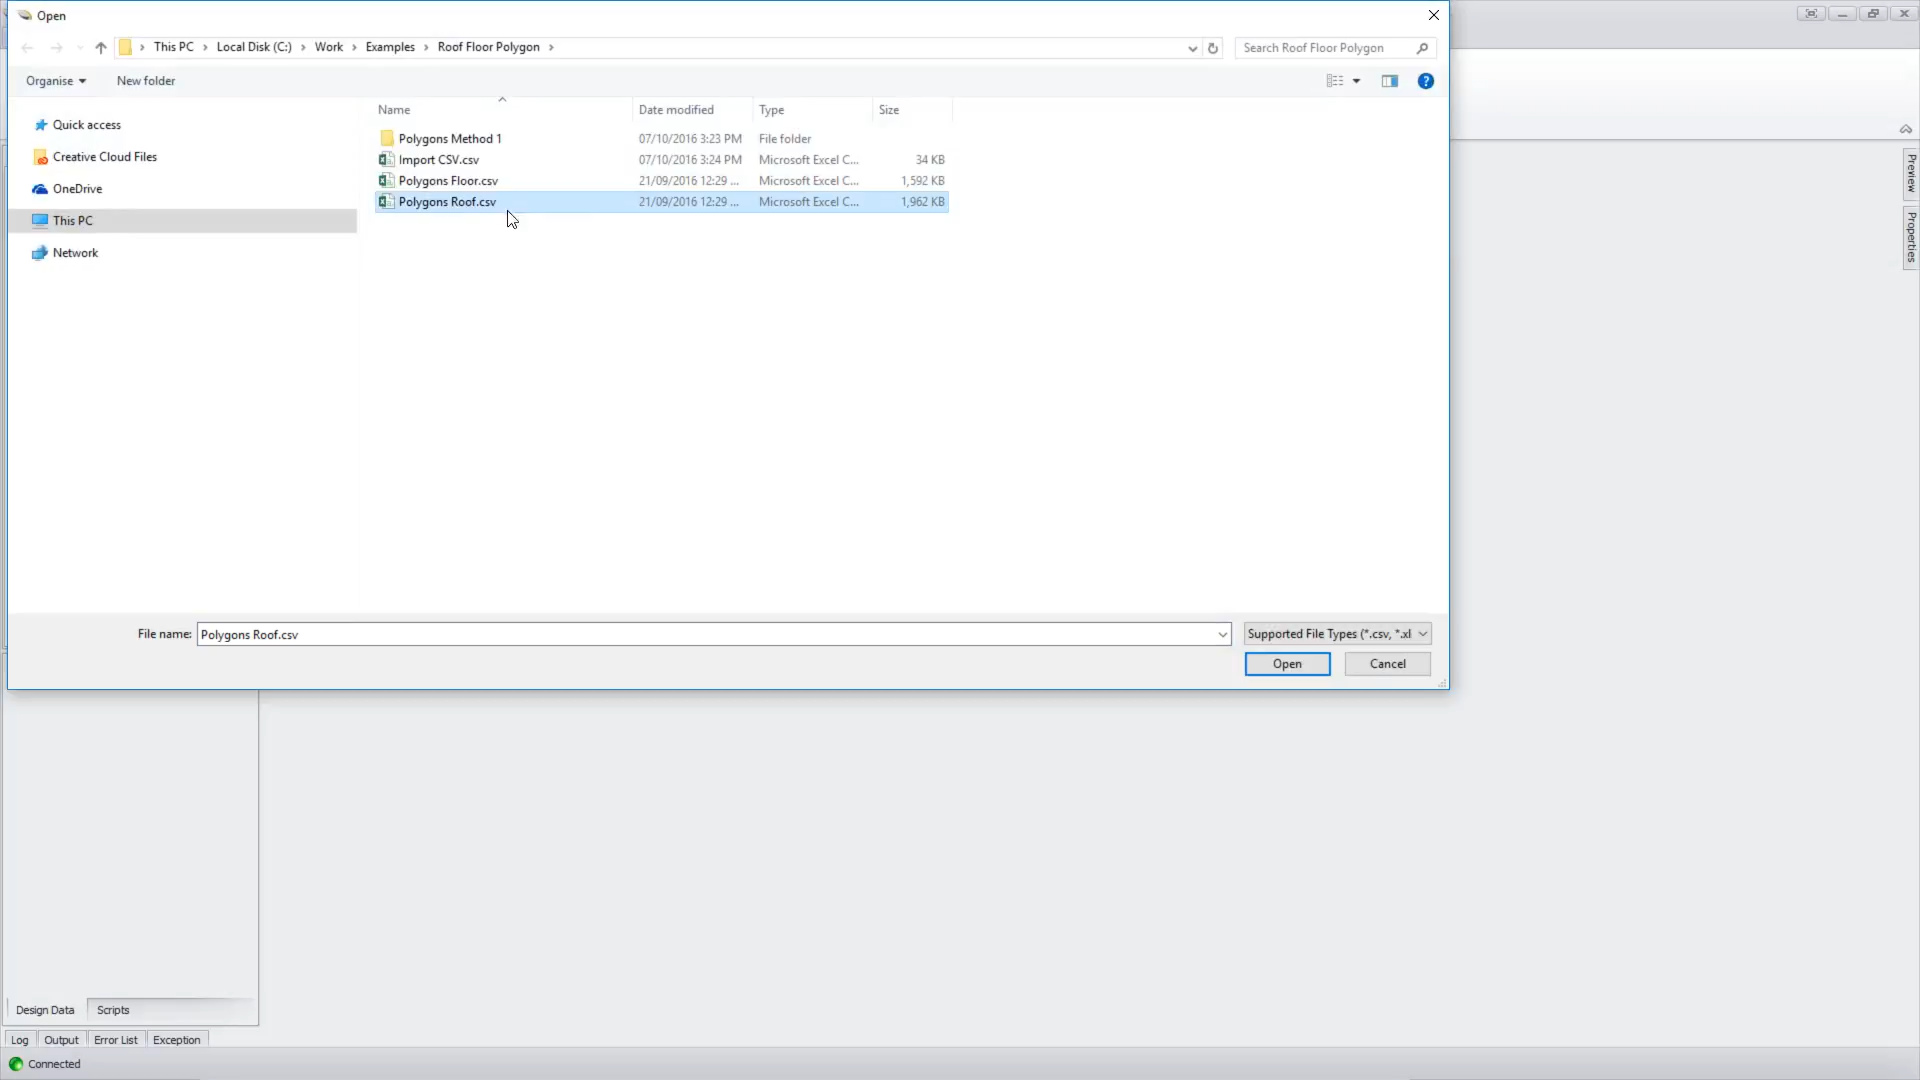 Open
This PC > Local Disk (C:) > Work > Examples > Roof Floor Polygon >
Search Roof Floor Polygon
Organise
New folder
?
Name
Date modified
Type
Size
Quick access
Creative Cloud Files
OneDrive
This PC
Network
Polygons Method 1 07/10/2016 3:23 PM File folder
Import CSV.csv 07/10/2016 3:24 PM Microsoft Excel C... 34 KB
Polygons Floor.csv 21/09/2016 12:29 ... Microsoft Excel C... 1,592 KB
Polygons Roof.csv 21/09/2016 12:29 ... Microsoft Excel C... 1,962 KB
Preview
Properties
File name: Polygons Roof.csv
Supported File Types (*.csv, *.xl
Open
Cancel
Design Data
Scripts
Log
Output
Error List
Exception
Connected